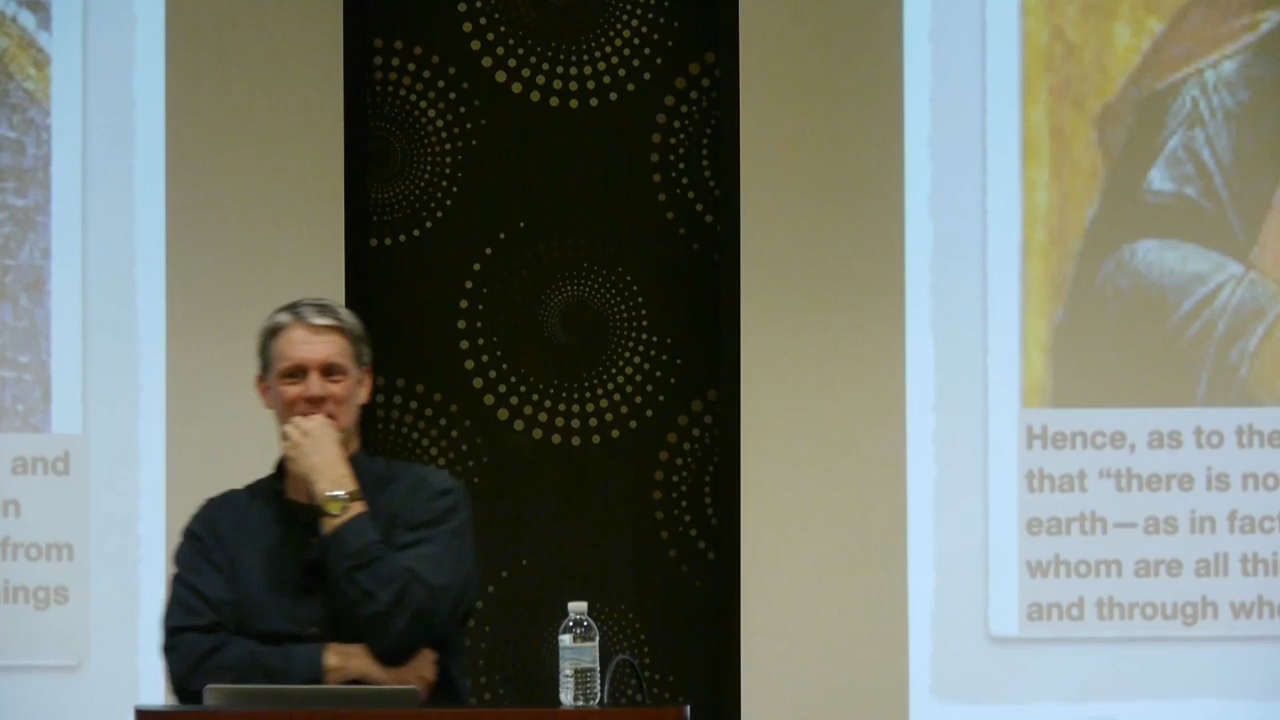 and
n
from
ings
Hence, as to the
that “there is no
earth—as in fact
whom are all thi
and through who